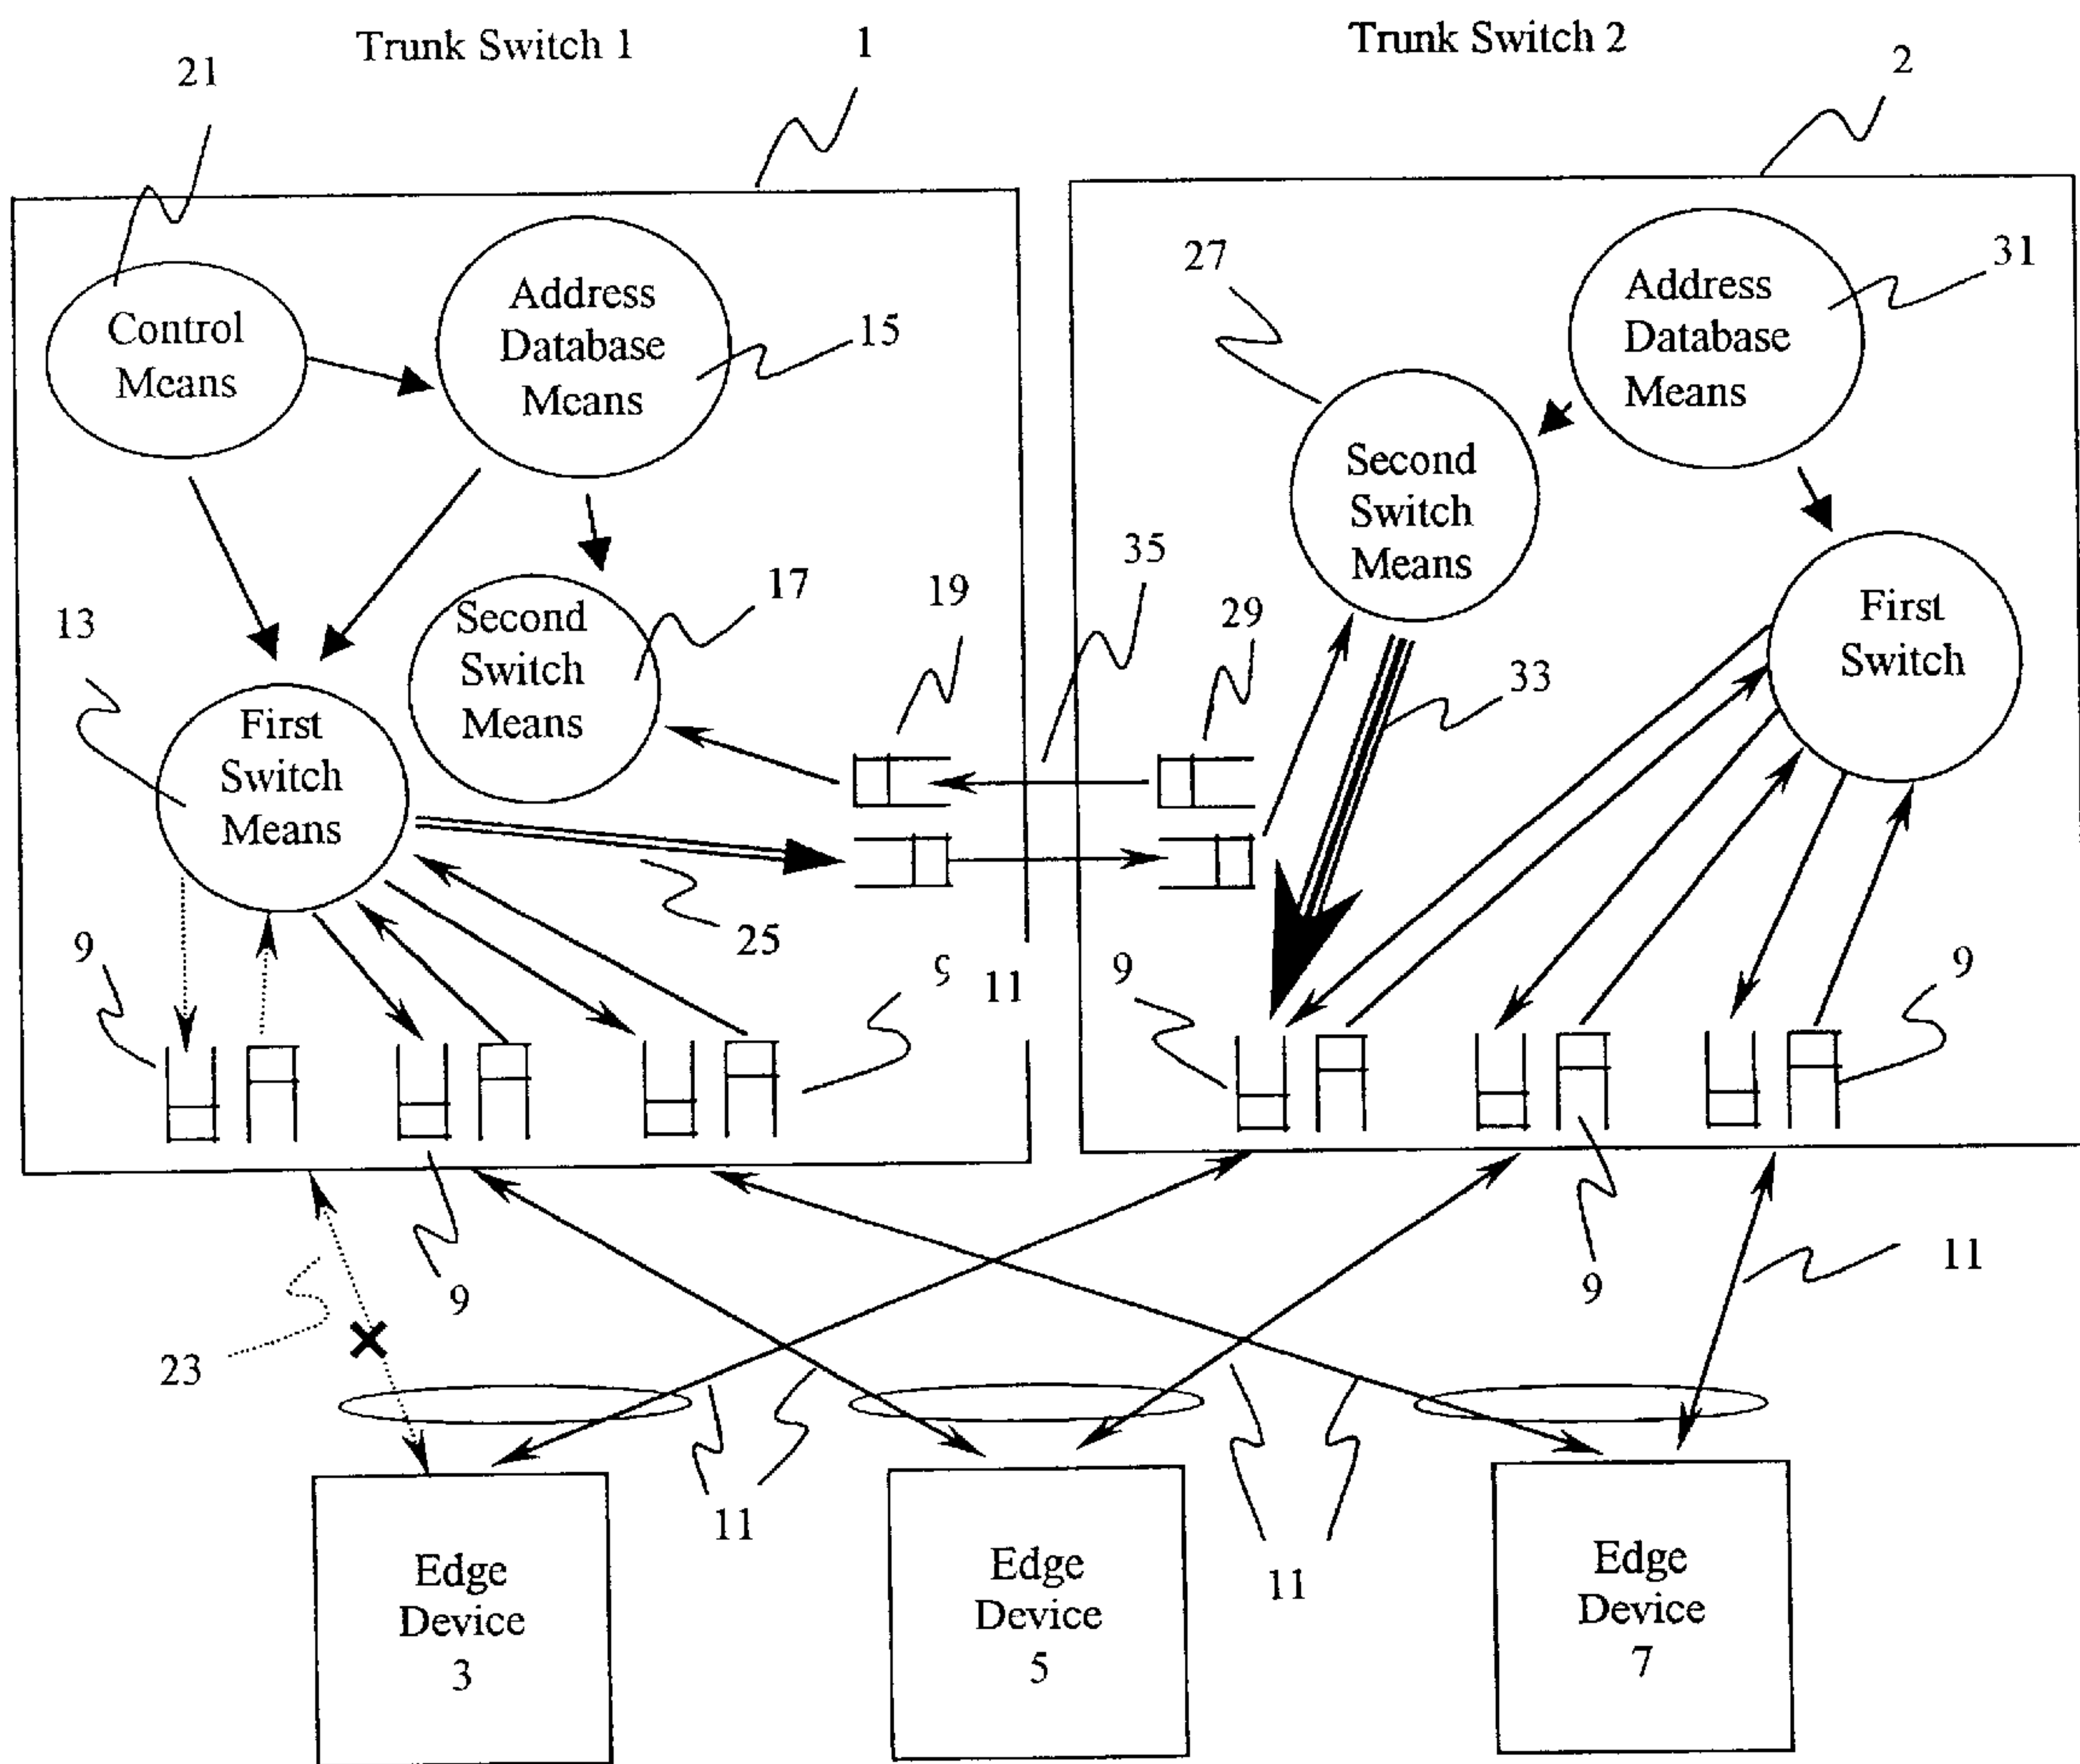 Trunk Switch 1
1
Trunk Switch 2
2
21
Control
Means
Address
Database
Means
15
27
Address
Database
Means
31
Second
Switch
Means
13
First
Switch
Means
Second
Switch
Means
17
19
35
29
33
First
Switch
25
9
9
11
9
9
23
9
9
11
11
11
Edge
Device
3
Edge
Device
5
Edge
Device
7